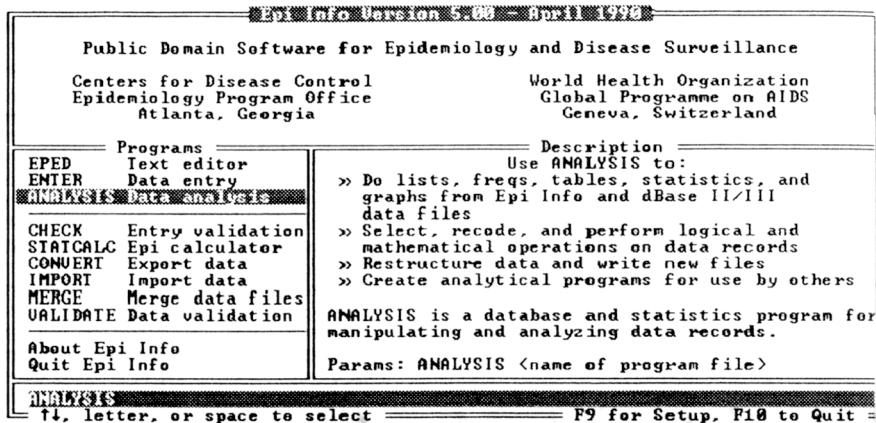 Epi Info Version 5.00 - April 1990
Public Domain Software for Epidemiology and Disease Surveillance
Centers for Disease Control
Epidemiology Program Office
Atlanta, Georgia
World Health Organization
Global Programme on AIDS
Geneva, Switzerland
Programs
EPED Text editor
ENTER Data entry
ANALYSIS Data analysis
CHECK Entry validation
STATCALC Epi calculator
CONVERT Export data
IMPORT Import data
MERGE Merge data files
VALIDATE Data validation
About Epi Info
Quit Epi Info
Description
Use ANALYSIS to:
» Do lists, freqs, tables, statistics, and
graphs from Epi Info and dBase II/III
data files
» Select, recode, and perform logical and
mathematical operations on data records
» Restructure data and write new files
» Create analytical programs for use by others
ANALYSIS is a database and statistics program for
manipulating and analyzing data records.
Params: ANALYSIS <name of program file>
ANALYSIS
↑↓, letter, or space to select
F9 for Setup, F10 to Quit